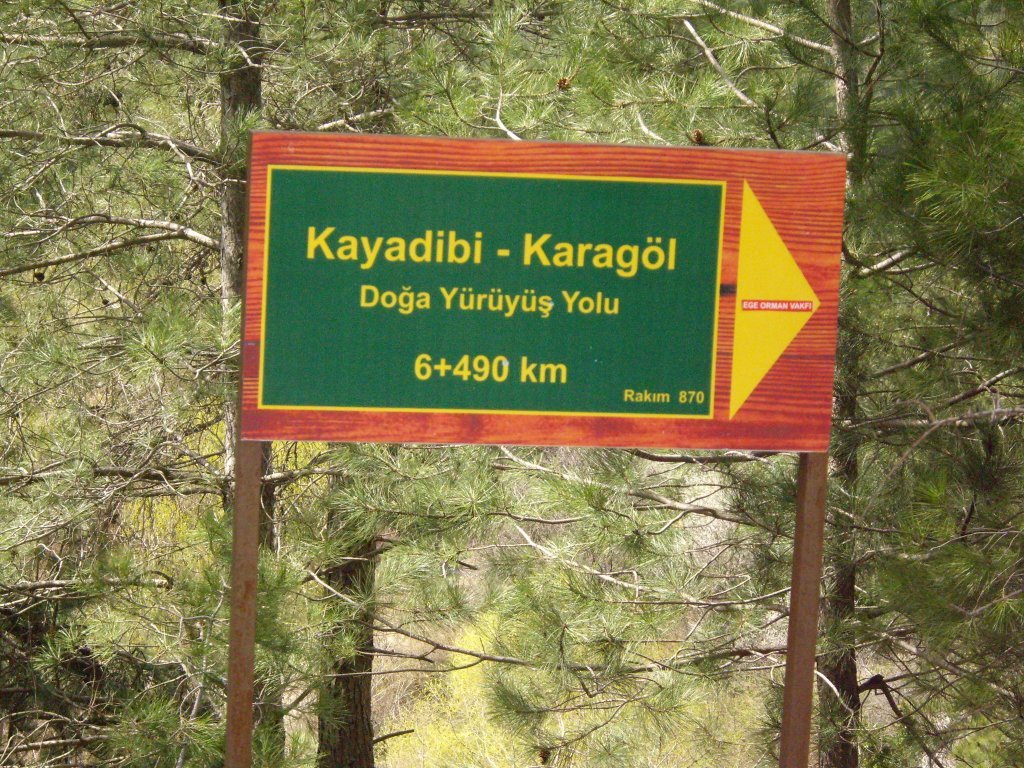 Kayadibi - Karagöl
Doğa Yürüyüş Yolu
6+490 km
Rakım 870
EGE ORMAN VAKFI